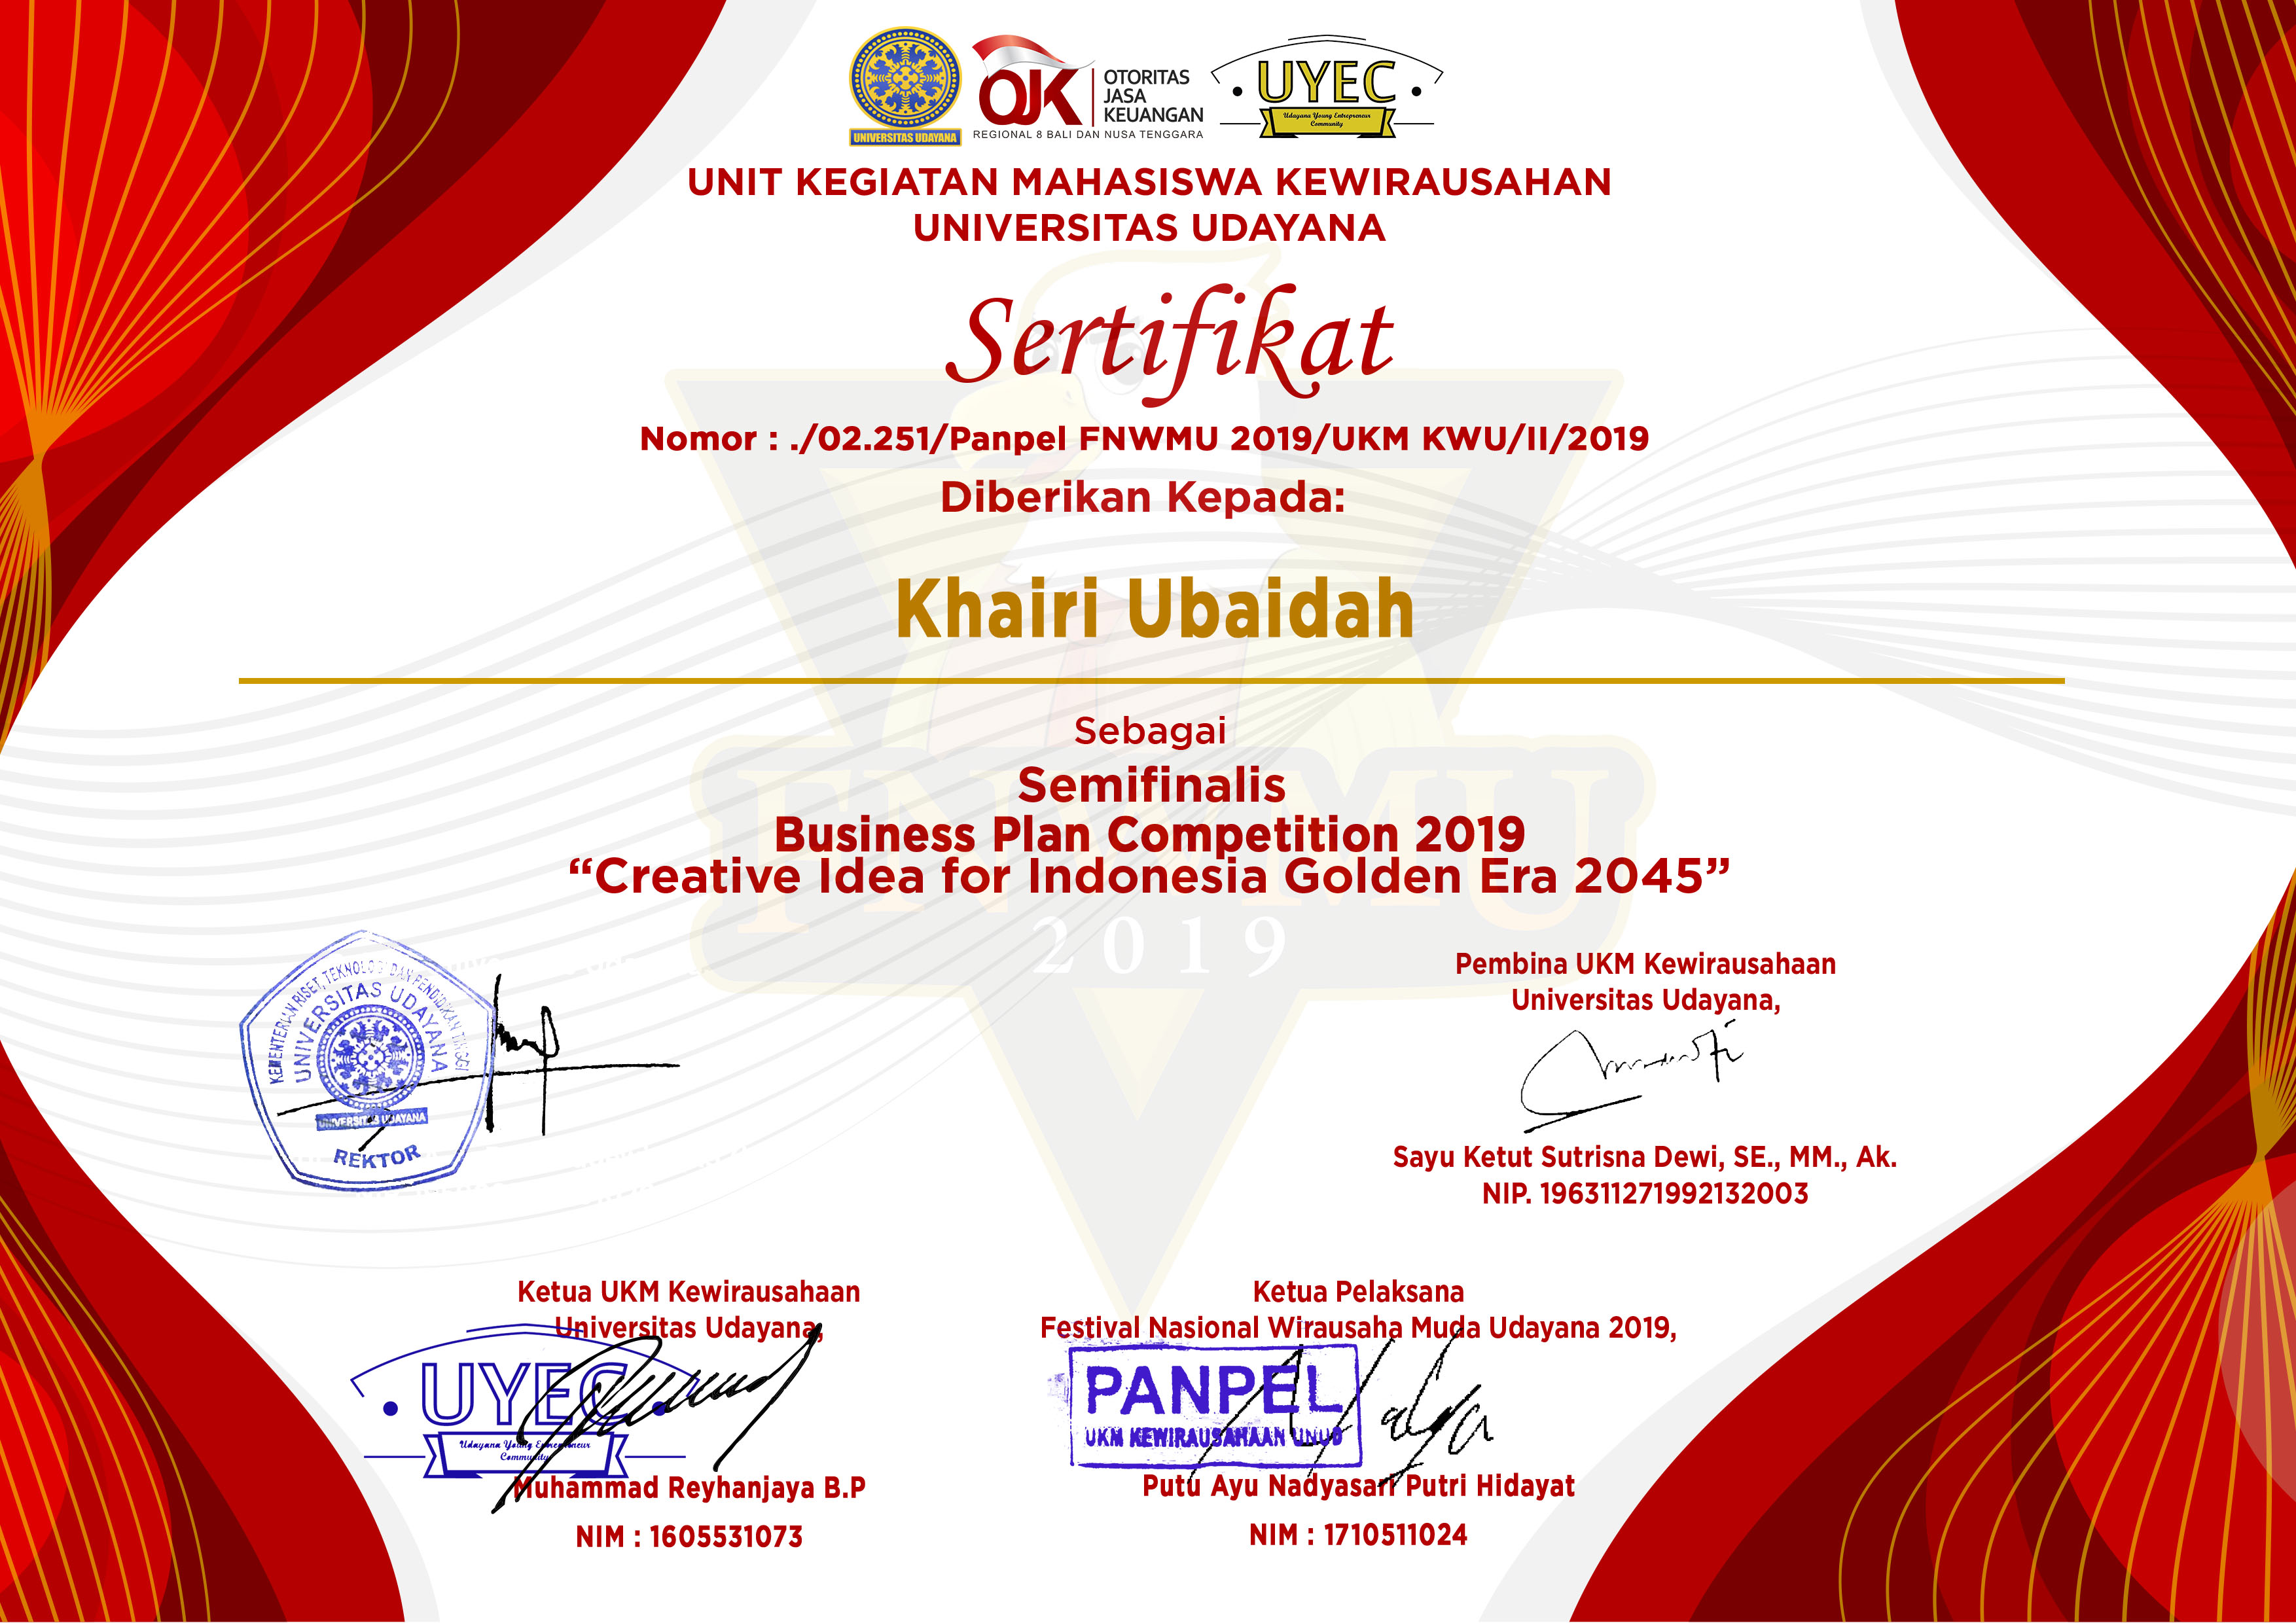 UNIVERSITAS UDAYANA
OJK
OTORITAS
JASA
KEUANGAN
REGIONAL 8 BALI DAN NUSA TENGGARA
UYEC
Udayana Young Entrepreneur
Community
UNIT KEGIATAN MAHASISWA KEWIRAUSAHAN
UNIVERSITAS UDAYANA
Sertifikat
Nomor : ./02.251/Panpel FNWMU 2019/UKM KWU/II/2019
Diberikan Kepada:
Khairi Ubaidah
Sebagai
Semifinalis
Business Plan Competition 2019
“Creative Idea for Indonesia Golden Era 2045”
FNWMU
2019
KEMENTERIAN RISET, TEKNOLOGI DAN PENDIDIKAN TINGGI
UNIVERSITAS UDAYANA
UNIVERSITAS UDAYANA
REKTOR
Pembina UKM Kewirausahaan
Universitas Udayana,
Sayu Ketut Sutrisna Dewi, SE., MM., Ak.
NIP. 196311271992132003
Ketua UKM Kewirausahaan
Universitas Udayana,
UYEC
Udayana Young Entrepreneur
Community
Muhammad Reyhanjaya B.P
NIM : 1605531073
Ketua Pelaksana
Festival Nasional Wirausaha Muda Udayana 2019,
PANPEL
UKM KEWIRAUSAHAAN UNUD
Putu Ayu Nadyasari Putri Hidayat
NIM : 1710511024